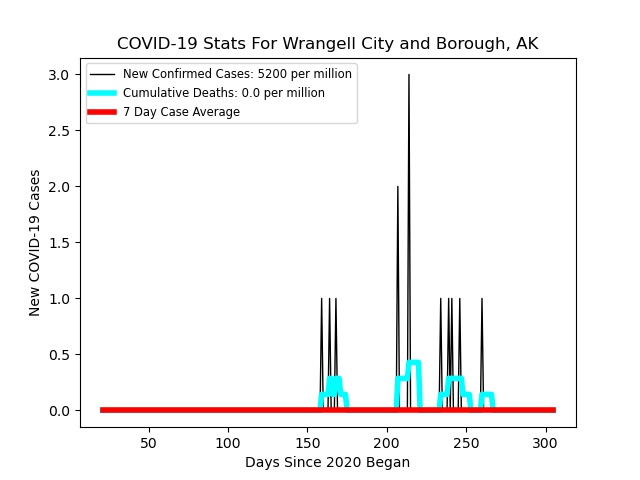 COVID-19 Stats For Wrangell City and Borough, AK
New Confirmed Cases: 5200 per million
Cumulative Deaths: 0.0 per million
7 Day Case Average
New COVID-19 Cases
3.0
2.5
2.0
1.5
1.0
0.5
0.0
50 100 150 200 250 300
Days Since 2020 Began